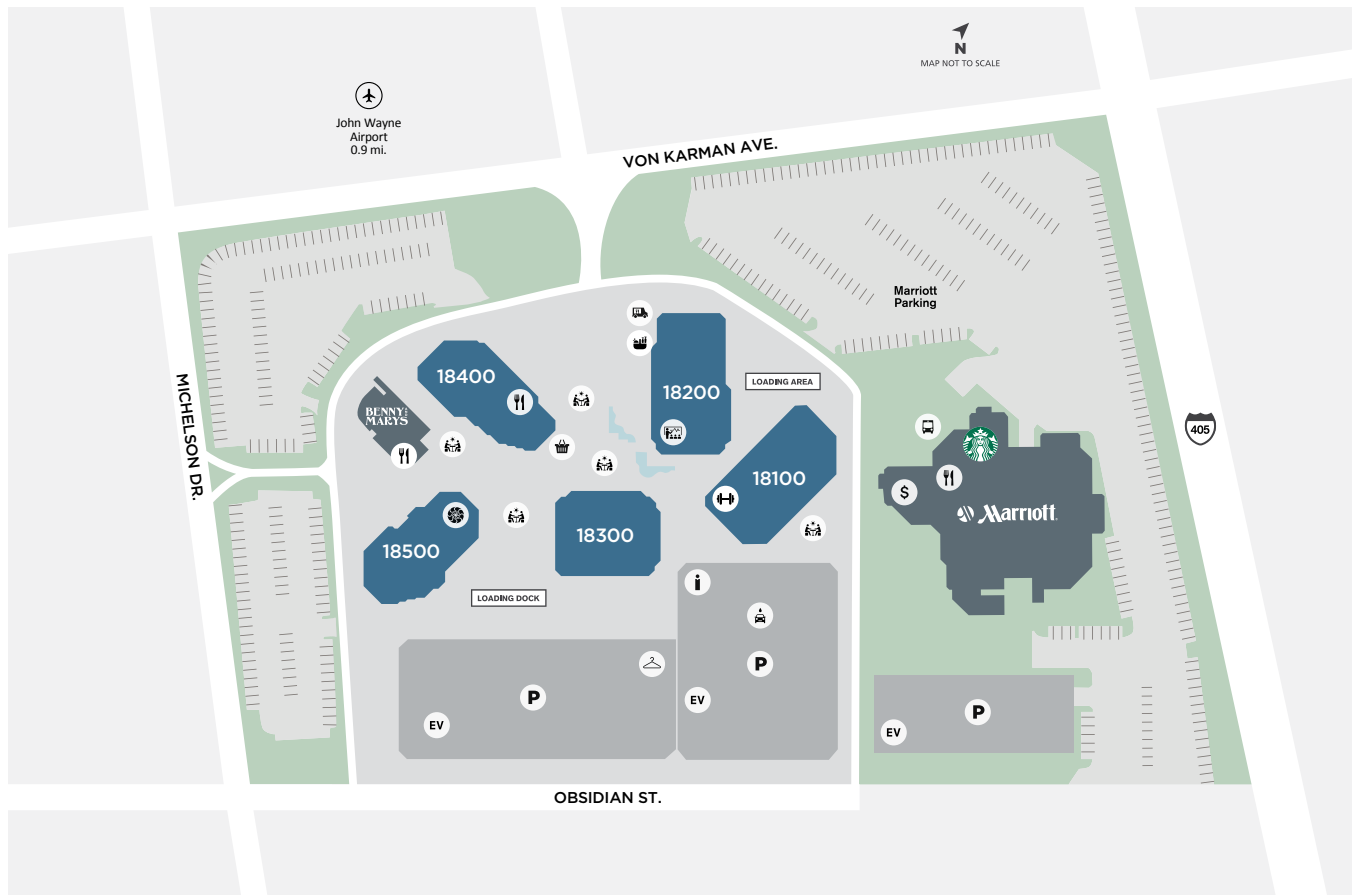 N
MAP NOT TO SCALE
John Wayne
Airport
0.9 mi.
VON KARMAN AVE.
Marriott
Parking
MICHELSON DR.
18400
18200
LOADING AREA
BENNY THE
MARYS
405
18100
$
Marriott
18300
18500
LOADING DOCK
i
P
P
EV
EV
P
EV
OBSIDIAN ST.